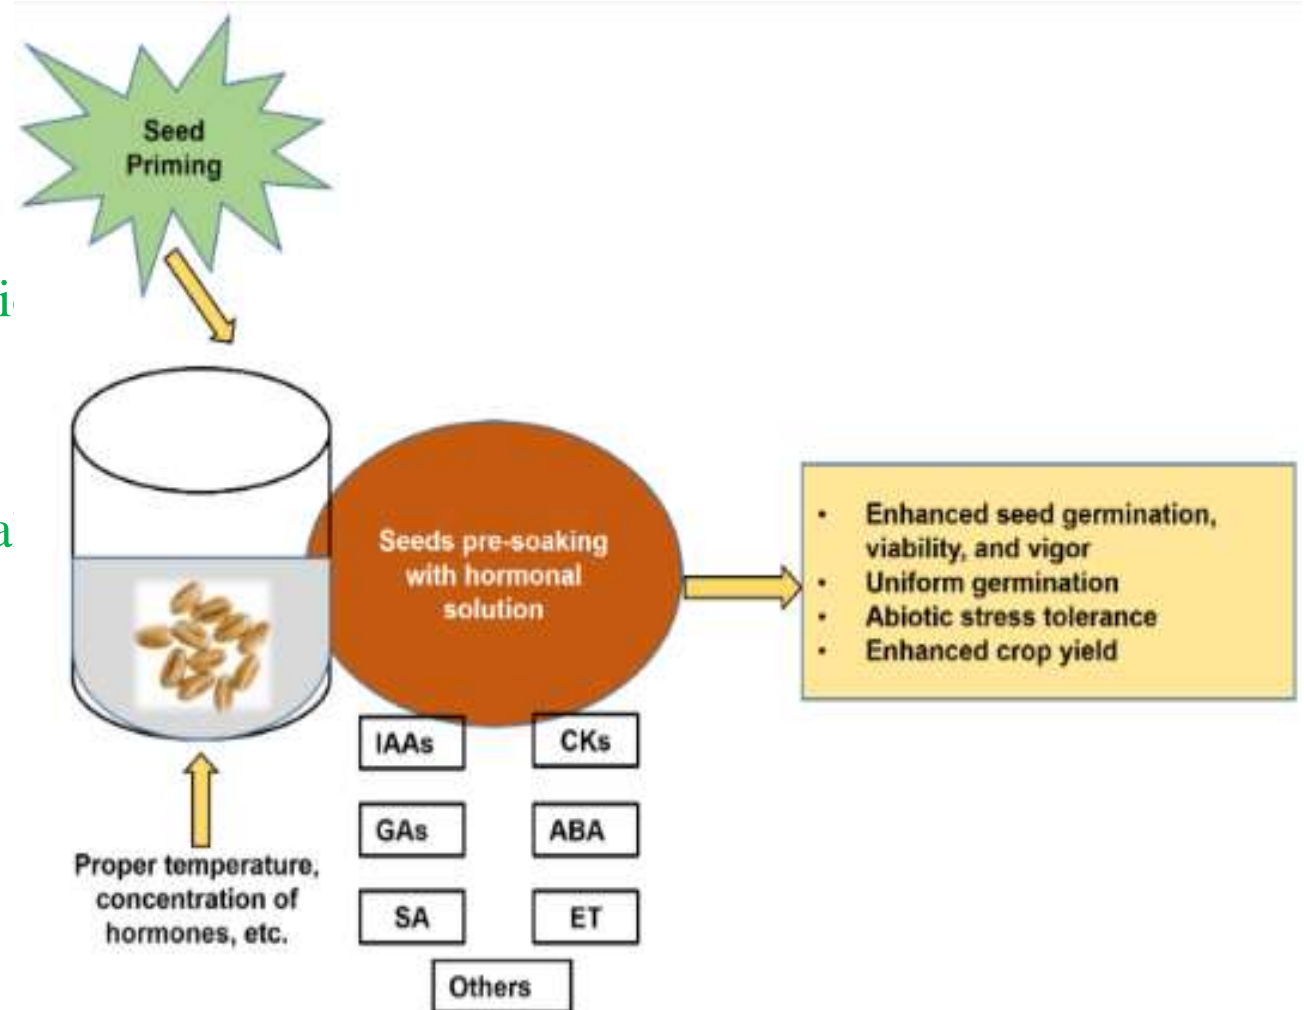 Seed
Priming
Seeds pre-soaking
with hormonal
solution
• Enhanced seed germination,
viability, and vigor
• Uniform germination
• Abiotic stress tolerance
• Enhanced crop yield
IAAs
CKs
GAs
ABA
SA
ET
Others
Proper temperature,
concentration of
hormones, etc.